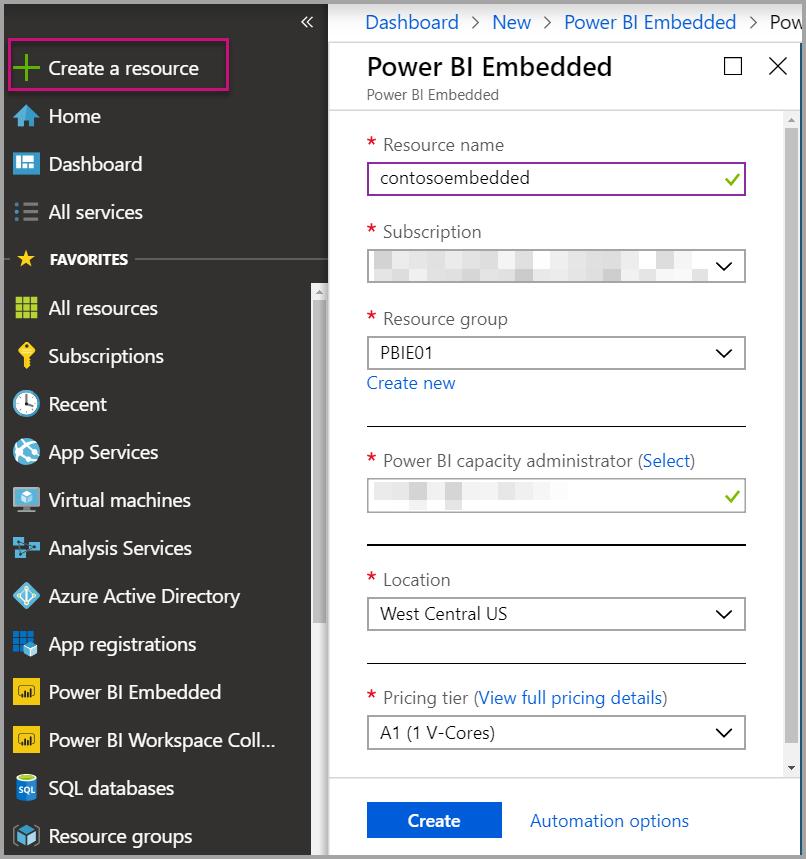 «
Create a resource
Home
Dashboard
All services
FAVORITES
All resources
Subscriptions
Recent
App Services
Virtual machines
Analysis Services
Azure Active Directory
App registrations
Power BI Embedded
Power BI Workspace Coll...
SQL databases
Resource groups
Dashboard > New > Power BI Embedded > Pow
Power BI Embedded
Power BI Embedded
* Resource name
contosoembedded
* Subscription
* Resource group
PBIE01
Create new
* Power BI capacity administrator (Select)
* Location
West Central US
* Pricing tier (View full pricing details)
A1 (1 V-Cores)
Create Automation options